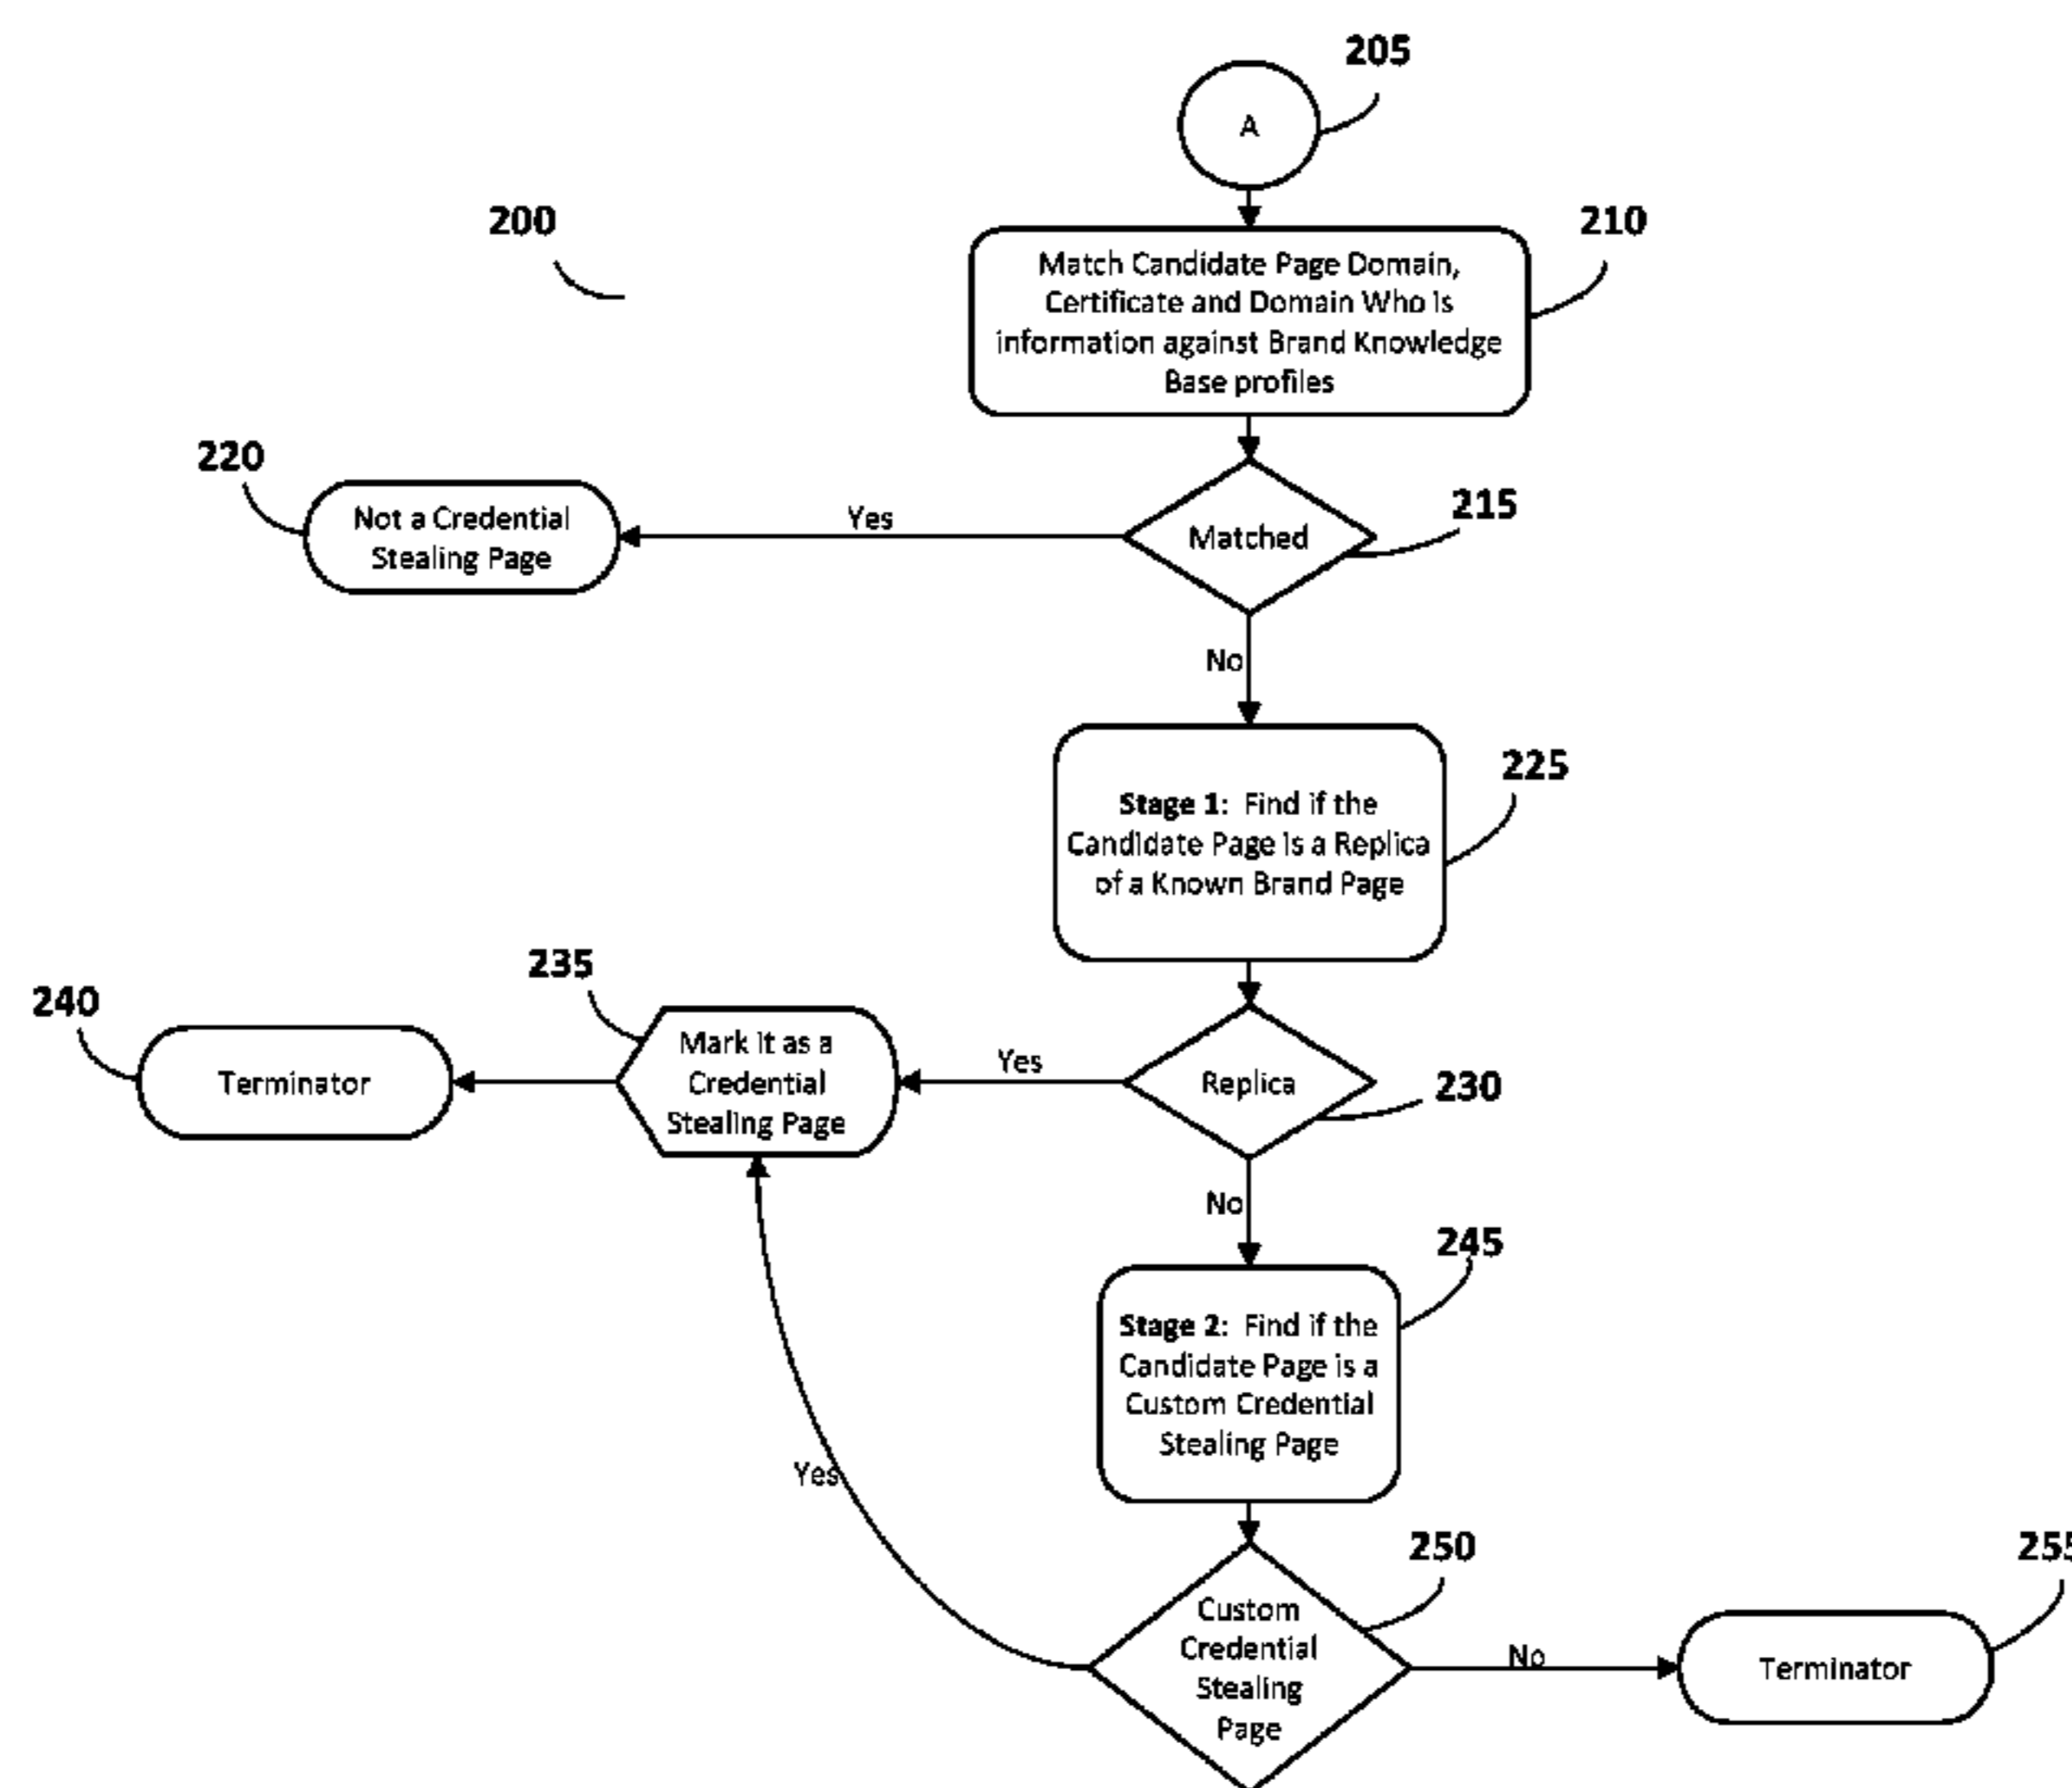 205
A
200
210
Match Candidate Page Domain,
Certificate and Domain Who is
information against Brand Knowledge
Base profiles
220
Not a Credential
Stealing Page
Yes
Matched
215
No
225
Stage 1: Find if the
Candidate Page is a Replica
of a Known Brand Page
240
Terminator
235
Mark it as a
Credential
Stealing Page
Yes
Replica
230
No
245
Stage 2: Find if the
Candidate Page is a
Custom Credential
Stealing Page
Yes
250
Custom
Credential
Stealing
Page
No
255
Terminator